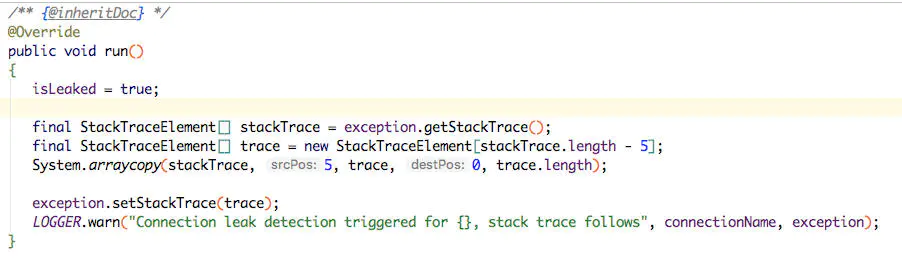 /** {@inheritDoc} */
@Override
public void run()
{
isLeaked = true;
final StackTraceElement[] stackTrace = exception.getStackTrace();
final StackTraceElement[] trace = new StackTraceElement[stackTrace.length - 5];
System.arraycopy(stackTrace, srcPos: 5, trace, destPos: 0, trace.length);
exception.setStackTrace(trace);
LOGGER.warn("Connection leak detection triggered for {}, stack trace follows", connectionName, exception);
}